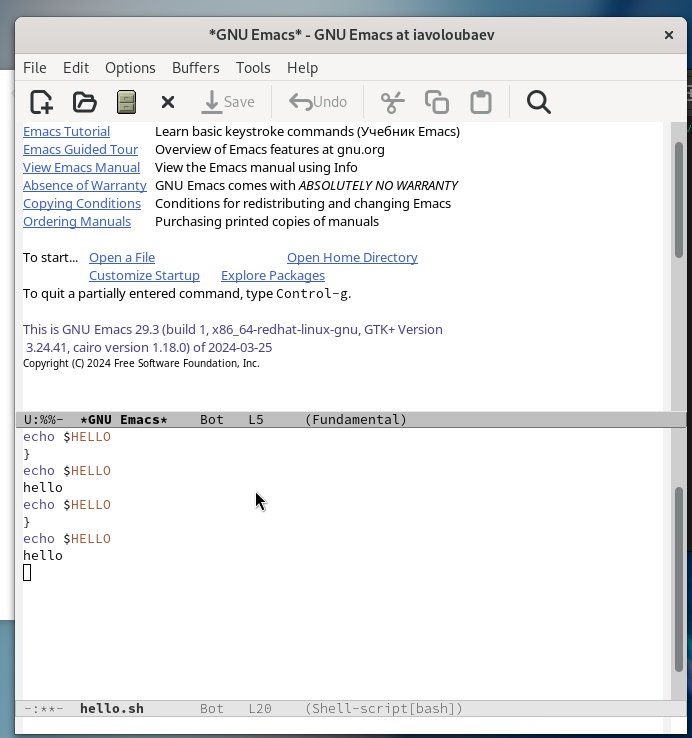 *GNU Emacs* - GNU Emacs at iavoloubaev
File Edit Options Buffers Tools Help
Save Undo
Emacs Tutorial Learn basic keystroke commands (Учебник Emacs)
Emacs Guided Tour Overview of Emacs features at gnu.org
View Emacs Manual View the Emacs manual using Info
Absence of Warranty GNU Emacs comes with ABSOLUTELY NO WARRANTY
Copying Conditions Conditions for redistributing and changing Emacs
Ordering Manuals Purchasing printed copies of manuals
To start... Open a File Open Home Directory
Customize Startup Explore Packages
To quit a partially entered command, type Control-g.
This is GNU Emacs 29.3 (build 1, x86_64-redhat-linux-gnu, GTK+ Version
3.24.41, cairo version 1.18.0) of 2024-03-25
Copyright (C) 2024 Free Software Foundation, Inc.
U:%%- *GNU Emacs* Bot L5 (Fundamental)
echo $HELLO
}
echo $HELLO
hello
echo $HELLO
}
echo $HELLO
hello
-:**- hello.sh Bot L20 (Shell-script[bash])